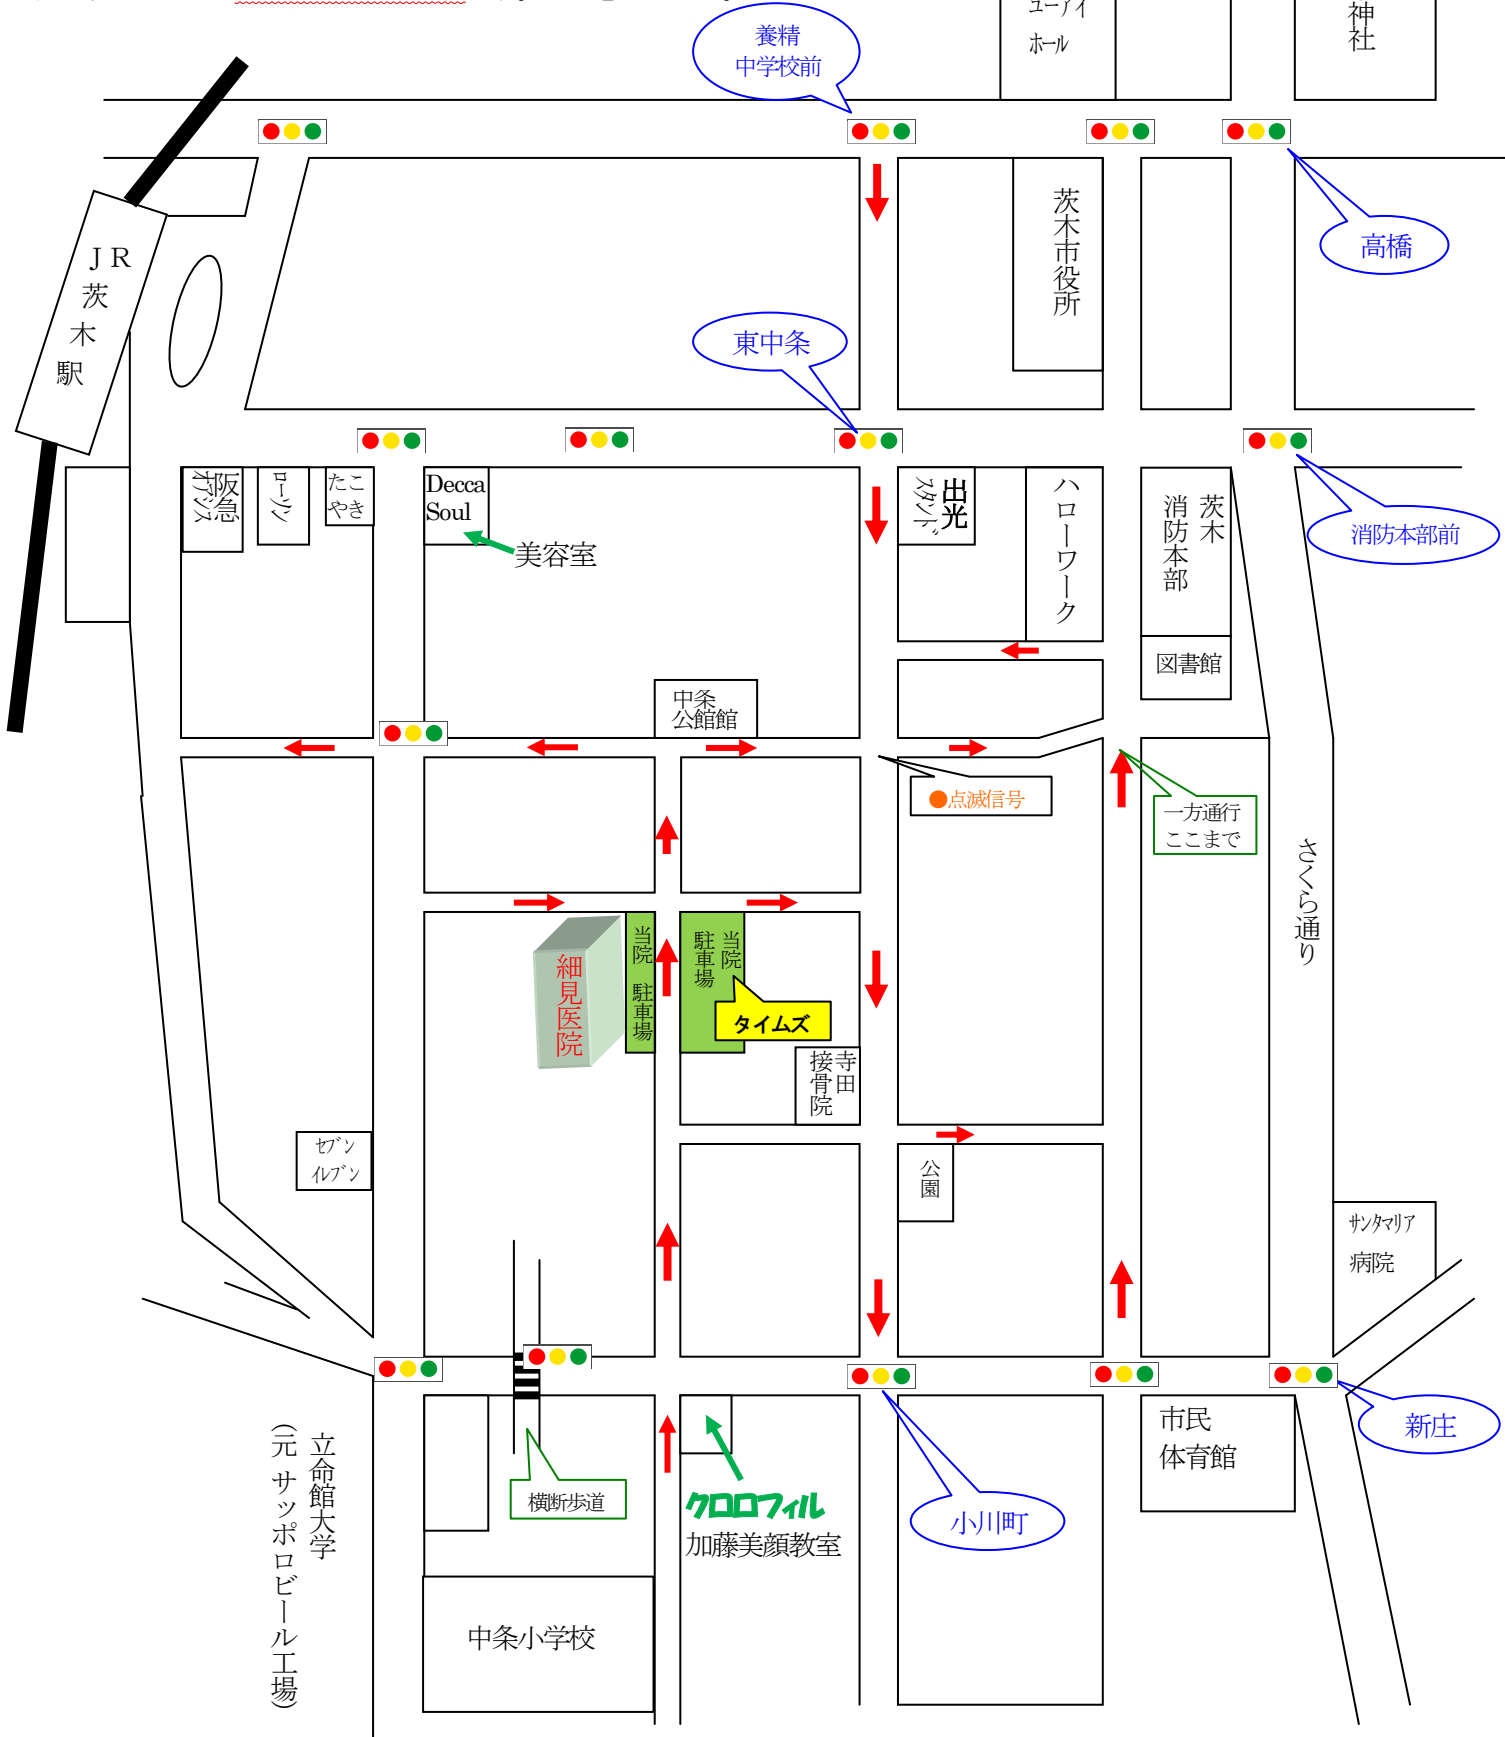 ユーアイ
ホール
神社
養精
中学校前
高橋
茨木市役所
ＪＲ
茨木駅
東中条
阪急
オアシス
ローソン
たこ
やき
Decca
Soul
美容室
出光
スタンド
ハローワーク
茨木
消防本部
消防本部前
図書館
中条
公館館
●点滅信号
一方通行
ここまで
さくら通り
細見医院
当院 駐車場
当院
駐車場
タイムズ
寺田
接骨院
セブン
イレブン
公園
サンタマリア
病院
新庄
市民
体育館
横断歩道
クロロフィル
加藤美顔教室
小川町
立命館大学
（元 サッポロビール工場）
中条小学校